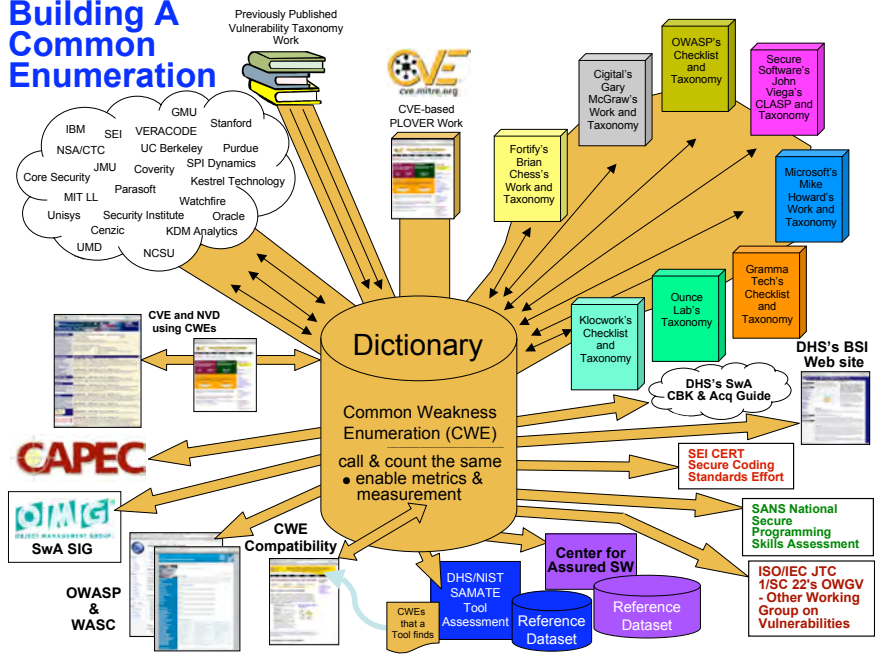 Building A
Common
Enumeration
Previously Published
Vulnerability Taxonomy
Work
CVE
cve.mitre.org
CVE-based
PLOVER Work
Fortify's
Brian
Chess's
Work and
Taxonomy
Cigital's
Gary
McGraw's
Work and
Taxonomy
OWASP's
Checklist
and
Taxonomy
Secure
Software's
John
Viega's
CLASP and
Taxonomy
Microsoft's
Mike
Howard's
Work and
Taxonomy
Gramma
Tech's
Checklist
and
Taxonomy
Ounce
Lab's
Taxonomy
Klocwork's
Checklist
and
Taxonomy
GMU
IBM
SEI
VERACODE
Stanford
NSA/CTC
UC Berkeley
Purdue
JMU
Coverity
SPI Dynamics
Core Security
Parasoft
Kestrel Technology
MIT LL
Watchfire
Unisys
Security Institute
Oracle
Cenzic
KDM Analytics
UMD
NCSU
CVE and NVD
using CWEs
Dictionary
Common Weakness
Enumeration (CWE)
call & count the same
● enable metrics &
measurement
DHS's BSI
Web site
DHS's SwA
CBK & Acq Guide
SEI CERT
Secure Coding
Standards Effort
SANS National
Secure
Programming
Skills Assessment
ISO/IEC JTC
1/SC 22's OWGV
- Other Working
Group on
Vulnerabilities
CAPEC
OMG
OBJECT MANAGEMENT GROUP
SwA SIG
OWASP
&
WASC
CWE
Compatibility
CWEs
that a
Tool finds
DHS/NIST
SAMATE
Tool
Assessment
Center for
Assured SW
Reference
Dataset
Reference
Dataset